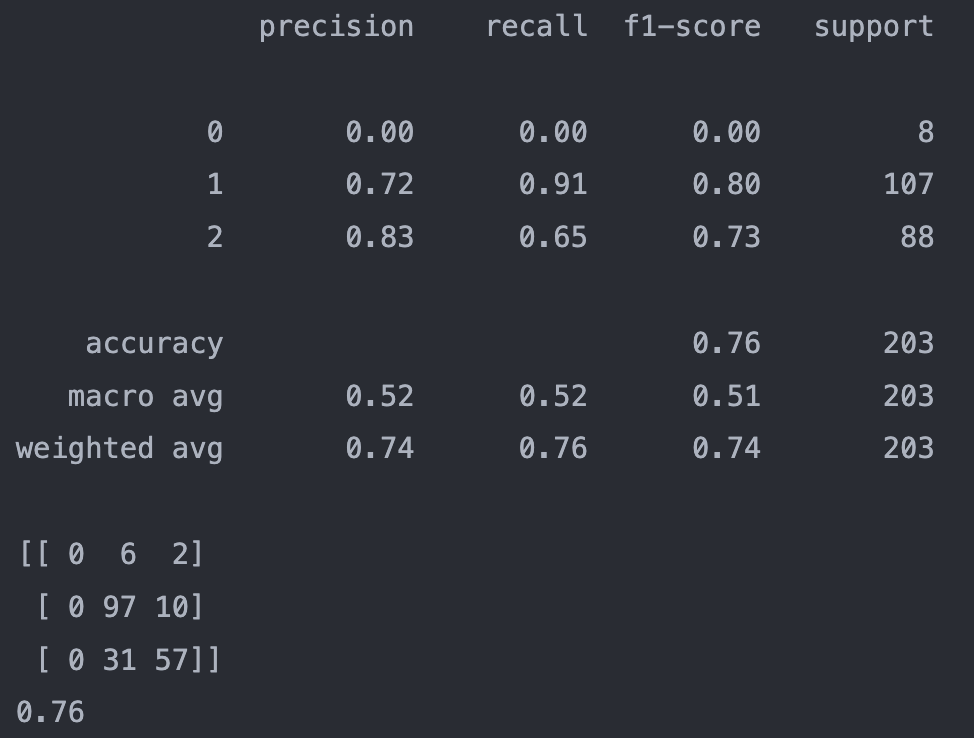 precision recall f1-score support
0 0.00 0.00 0.00 8
1 0.72 0.91 0.80 107
2 0.83 0.65 0.73 88
accuracy 0.76 203
macro avg 0.52 0.52 0.51 203
weighted avg 0.74 0.76 0.74 203
[[ 0 6 2]
[ 0 97 10]
[ 0 31 57]]
0.76